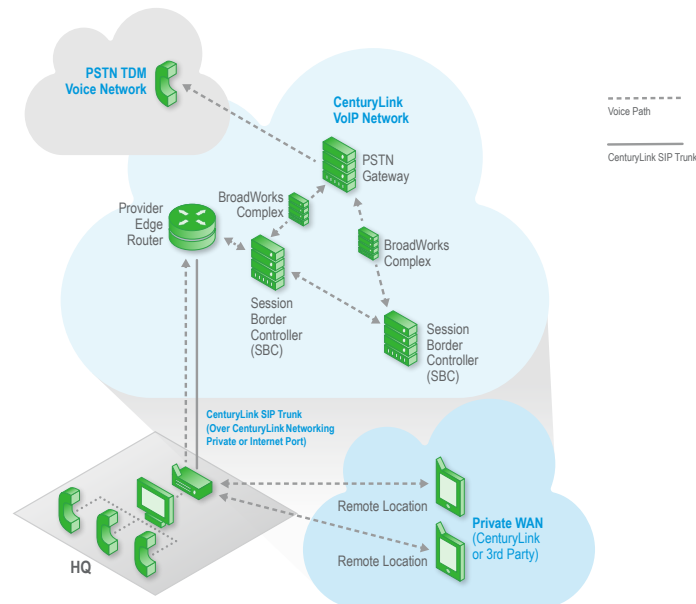 PSTN TDM
Voice Network
CenturyLink
VoIP Network
Voice Path
CenturyLink SIP Trunk
PSTN
Gateway
BroadWorks
Complex
Provider
Edge
Router
BroadWorks
Complex
Session
Border
Controller
(SBC)
Session
Border
Controller
(SBC)
CenturyLink SIP Trunk
(Over CenturyLink Networking
Private or Internet Port)
Remote Location
Private WAN
(CenturyLink
or 3rd Party)
Remote Location
HQ